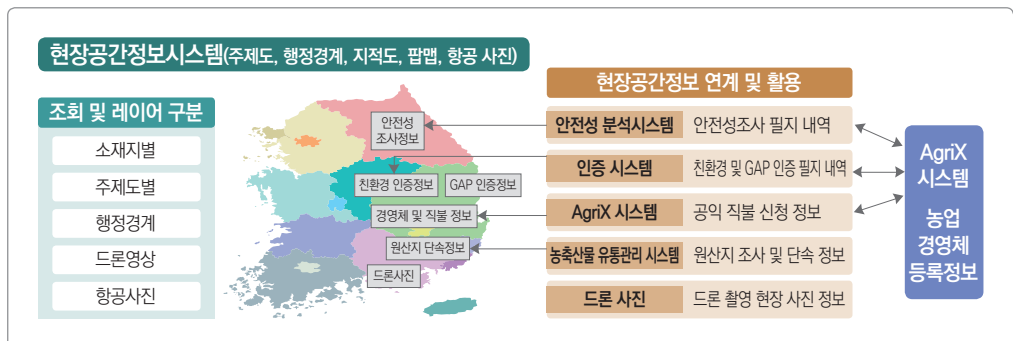 현장공간정보시스템(주제도, 행정경계, 지적도, 팝맵, 항공 사진)
조회 및 레이어 구분
소재지별
주제도별
행정경계
드론영상
항공사진
안전성
조사정보
친환경 인증정보
GAP 인증정보
경영체 및 직불 정보
원산지 단속정보
드론사진
현장공간정보 연계 및 활용
안전성 분석시스템 안전성조사 필지 내역
인증 시스템 친환경 및 GAP 인증 필지 내역
AgriX 시스템 공익 직불 신청 정보
농축산물 유통관리 시스템 원산지 조사 및 단속 정보
드론 사진 드론 촬영 현장 사진 정보
AgriX
시스템
농업
경영체
등록정보